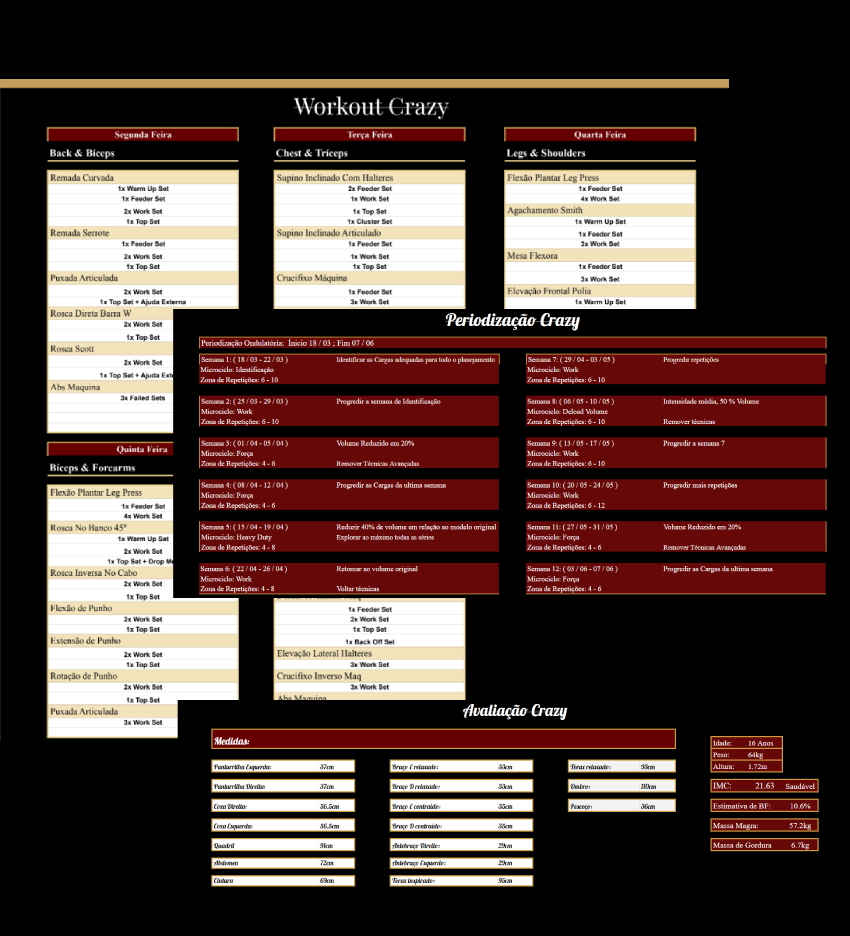 Workout Crazy
Segunda Feira
Back & Bíceps
Remada Curvada
1x Warm Up Set
1x Feeder Set
2x Work Set
1x Top Set
Remada Serrote
1x Feeder Set
2x Work Set
1x Top Set
Puxada Articulada
2x Work Set
1x Top Set + Ajuda Externa
Rosca Direta Barra W
2x Work Set
1x Top Set
Rosca Scott
2x Work Set
1x Top Set + Ajuda Ext
Abs Maquina
3x Failed Sets
Terça Feira
Chest & Tríceps
Supino Inclinado Com Halteres
2x Feeder Set
1x Work Set
1x Top Set
1x Cluster Set
Supino Inclinado Articulado
1x Feeder Set
1x Work Set
1x Top Set
Crucifixo Máquina
1x Feeder Set
3x Work Set
Quarta Feira
Legs & Shoulders
Flexão Plantar Leg Press
1x Feeder Set
4x Work Set
Agachamento Smith
1x Warm Up Set
1x Feeder Set
3x Work Set
Mesa Flexora
1x Feeder Set
3x Work Set
Elevação Frontal Polia
1x Warm Up Set
Quinta Feira
Bíceps & Forearms
Flexão Plantar Leg Press
1x Feeder Set
4x Work Set
Rosca No Banco 45°
1x Warm Up Set
2x Work Set
1x Top Set + Drop
Rosca Inversa No Cabo
2x Work Set
1x Top Set
Flexão de Punho
2x Work Set
1x Top Set
Extensão de Punho
2x Work Set
1x Top Set
Rotação de Punho
2x Work Set
1x Top Set
Puxada Articulada
3x Work Set
1x Feeder Set
2x Work Set
1x Top Set
1x Back Off Set
Elevação Lateral Halteres
3x Work Set
Crucifixo Inverso Maq
3x Work Set
Abs Maquina
Periodização Crazy
Periodização Ondulatória: Inicio 18 / 03 ; Fim 07 / 06
Semana 1: ( 18 / 03 - 22 / 03 ) Identificar as Cargas adequadas para todo o planejamento
Microciclo: Identificação
Zona de Repetições: 6 - 10
Semana 2: ( 25 / 03 - 29 / 03 ) Progredir a semana de Identificação
Microciclo: Work
Zona de Repetições: 6 - 10
Semana 3: ( 01 / 04 - 05 / 04 ) Volume Reduzido em 20%
Microciclo: Força
Zona de Repetições: 4 - 6 Remover Técnicas Avançadas
Semana 4: ( 08 / 04 - 12 / 04 ) Progredir as Cargas da ultima semana
Microciclo: Força
Zona de Repetições: 4 - 6
Semana 5: ( 15 / 04 - 19 / 04 ) Reduzir 40% de volume em relação ao modelo original
Microciclo: Heavy Duty Explorar ao máximo todas as séries
Zona de Repetições: 4 - 8
Semana 6: ( 22 / 04 - 26 / 04 ) Retomar ao volume original
Microciclo: Work
Zona de Repetições: 4 - 8 Voltar técnicas
Semana 7: ( 29 / 04 - 03 / 05 ) Progredir repetições
Microciclo: Work
Zona de Repetições: 6 - 10
Semana 8: ( 06 / 05 - 10 / 05 ) Intensidade média, 50 % Volume
Microciclo: Deload Volume
Zona de Repetições: 6 - 10 Remover técnicas
Semana 9: ( 13 / 05 - 17 / 05 ) Progredir a semana 7
Microciclo: Work
Zona de Repetições: 6 - 10
Semana 10: ( 20 / 05 - 24 / 05 ) Progredir mais repetições
Microciclo: Work
Zona de Repetições: 6 - 12
Semana 11: ( 27 / 05 - 31 / 05 ) Volume Reduzido em 20%
Microciclo: Força
Zona de Repetições: 4 - 6 Remover Técnicas Avançadas
Semana 12: ( 03 / 06 - 07 / 06 ) Progredir as Cargas da ultima semana
Microciclo: Força
Zona de Repetições: 4 - 6
Avaliação Crazy
Medidas:
Panturrilha Esquerda: 37cm
Panturrilha Direita: 37cm
Coxa Direita: 56.5cm
Coxa Esquerda: 56.5cm
Quadril 91cm
Abdomen 72cm
Cintura 69cm
Braço E relaxado: 33cm
Braço D relaxado: 33cm
Braço E contraído: 35cm
Braço D contraído: 35cm
Antebraço Direito: 29cm
Antebraço Esquerdo: 29cm
Torax inspirado: 95cm
Torax relaxado: 93cm
Ombro: 110cm
Pescoço: 36cm
Idade: 16 Anos
Peso: 64kg
Altura: 1.72m
IMC: 21.63 Saudável
Estimativa de BF: 10.6%
Massa Magra: 57.2kg
Massa de Gordura 6.7kg